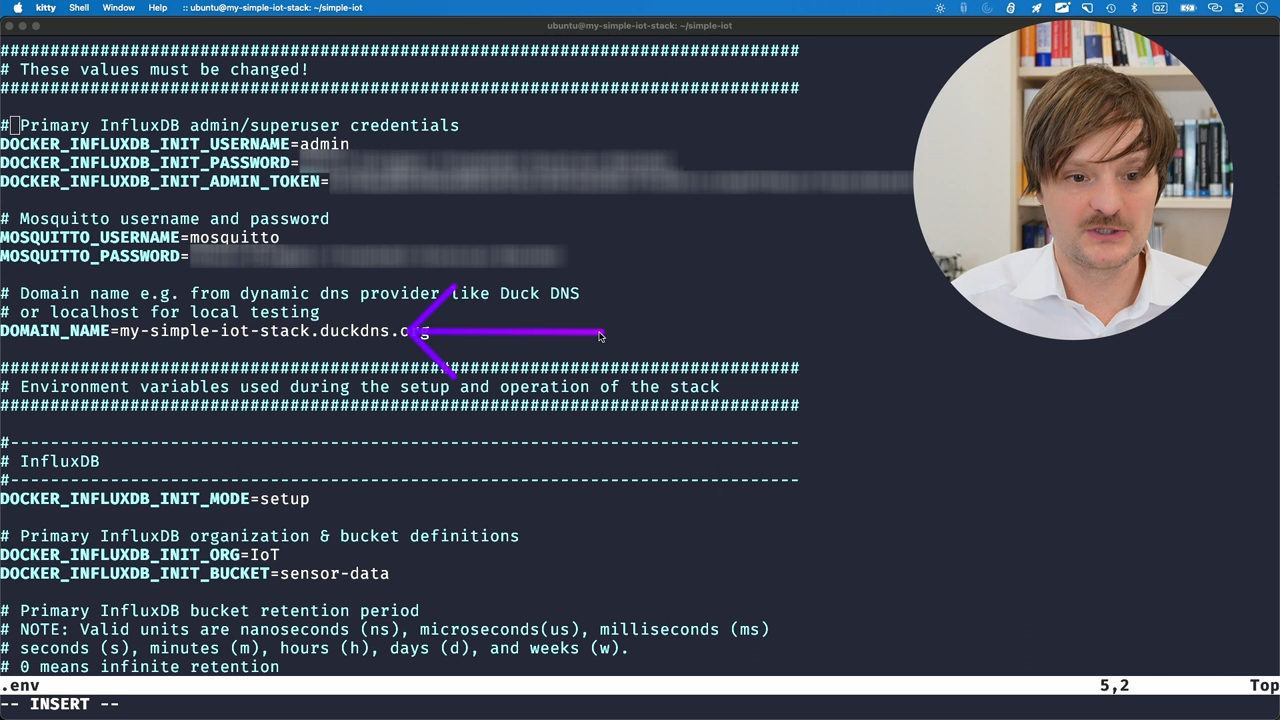 kitty Shell Window Help :: ubuntu@my-simple-iot-stack: ~/simple-iot
QZ
ubuntu@my-simple-iot-stack: ~/simple-iot
################################################################################
# These values must be changed!
################################################################################
# Primary InfluxDB admin/superuser credentials
DOCKER_INFLUXDB_INIT_USERNAME=admin
DOCKER_INFLUXDB_INIT_PASSWORD=
DOCKER_INFLUXDB_INIT_ADMIN_TOKEN=
# Mosquitto username and password
MOSQUITTO_USERNAME=mosquitto
MOSQUITTO_PASSWORD=
# Domain name e.g. from dynamic dns provider like Duck DNS
# or localhost for local testing
DOMAIN_NAME=my-simple-iot-stack.duckdns.org
################################################################################
# Environment variables used during the setup and operation of the stack
################################################################################
#-------------------------------------------------------------------------------
# InfluxDB
#-------------------------------------------------------------------------------
DOCKER_INFLUXDB_INIT_MODE=setup
# Primary InfluxDB organization & bucket definitions
DOCKER_INFLUXDB_INIT_ORG=IoT
DOCKER_INFLUXDB_INIT_BUCKET=sensor-data
# Primary InfluxDB bucket retention period
# NOTE: Valid units are nanoseconds (ns), microseconds(us), milliseconds (ms)
# seconds (s), minutes (m), hours (h), days (d), and weeks (w).
# 0 means infinite retention
.env 5,2 Top
-- INSERT --